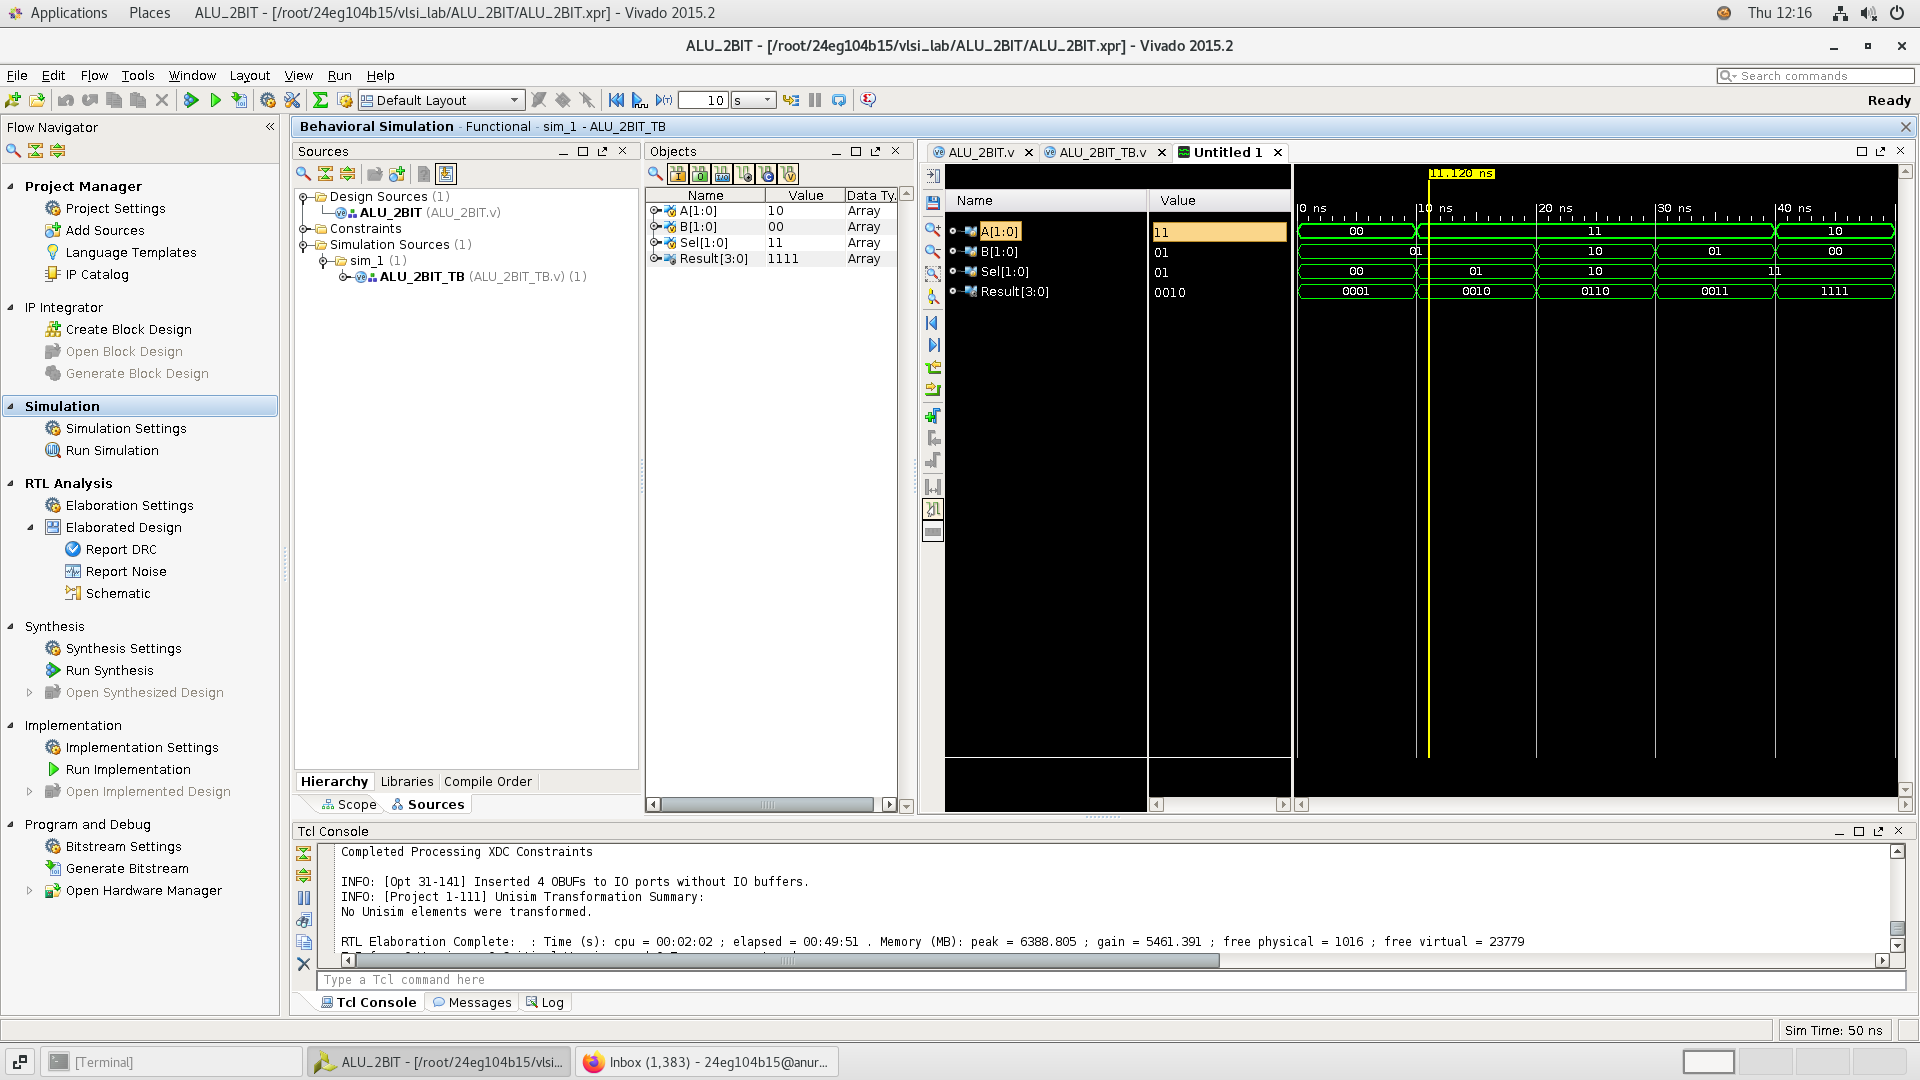 Applications Places ALU_2BIT - [/root/24eg104b15/vlsi_lab/ALU_2BIT/ALU_2BIT.xpr] - Vivado 2015.2 Thu 12:16
ALU_2BIT - [/root/24eg104b15/vlsi_lab/ALU_2BIT/ALU_2BIT.xpr] - Vivado 2015.2
File Edit Flow Tools Window Layout View Run Help Search commands
Default Layout 10 s Ready
Flow Navigator
Project Manager
Project Settings
Add Sources
Language Templates
IP Catalog
IP Integrator
Create Block Design
Open Block Design
Generate Block Design
Simulation
Simulation Settings
Run Simulation
RTL Analysis
Elaboration Settings
Elaborated Design
Report DRC
Report Noise
Schematic
Synthesis
Synthesis Settings
Run Synthesis
Open Synthesized Design
Implementation
Implementation Settings
Run Implementation
Open Implemented Design
Program and Debug
Bitstream Settings
Generate Bitstream
Open Hardware Manager
Behavioral Simulation - Functional - sim_1 - ALU_2BIT_TB
Sources
Design Sources (1)
ALU_2BIT (ALU_2BIT.v)
Constraints
Simulation Sources (1)
sim_1 (1)
ALU_2BIT_TB (ALU_2BIT_TB.v) (1)
Hierarchy Libraries Compile Order
Scope Sources
Objects
Name Value Data Ty.
A[1:0] 10 Array
B[1:0] 00 Array
Sel[1:0] 11 Array
Result[3:0] 1111 Array
ALU_2BIT.v ALU_2BIT_TB.v Untitled 1
11.120 ns
Name Value 0 ns 10 ns 20 ns 30 ns 40 ns
A[1:0] 11 00 11 10
B[1:0] 01 01 10 01 00
Sel[1:0] 01 00 01 10 11
Result[3:0] 0010 0001 0010 0110 0011 1111
Tcl Console
Completed Processing XDC Constraints
INFO: [Opt 31-141] Inserted 4 OBUFs to IO ports without IO buffers.
INFO: [Project 1-111] Unisim Transformation Summary:
No Unisim elements were transformed.
RTL Elaboration Complete: : Time (s): cpu = 00:02:02 ; elapsed = 00:49:51 . Memory (MB): peak = 6388.805 ; gain = 5461.391 ; free physical = 1016 ; free virtual = 23779
Type a Tcl command here
Tcl Console Messages Log
Sim Time: 50 ns
[Terminal] ALU_2BIT - [/root/24eg104b15/vlsi... Inbox (1,383) - 24eg104b15@anur...